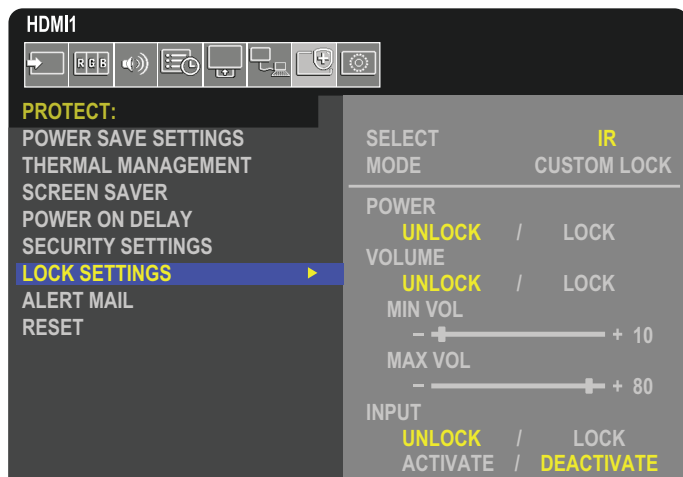 HDMI1
RGB
PROTECT:
POWER SAVE SETTINGS
THERMAL MANAGEMENT
SCREEN SAVER
POWER ON DELAY
SECURITY SETTINGS
LOCK SETTINGS
ALERT MAIL
RESET
SELECT IR
MODE CUSTOM LOCK
POWER
UNLOCK / LOCK
VOLUME
UNLOCK / LOCK
MIN VOL
– + 10
MAX VOL
– + 80
INPUT
UNLOCK / LOCK
ACTIVATE / DEACTIVATE